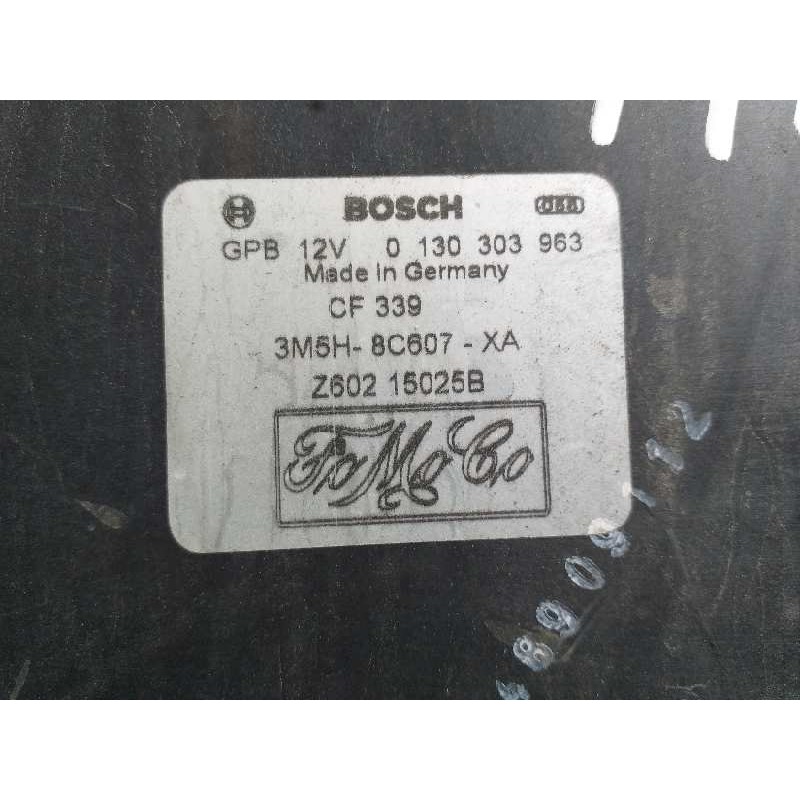 BOSCH
GPB 12V 0 130 303 963
Made in Germany
CF 339
3M5H- 8C607 - XA
Z602 15025B
FoMoCo